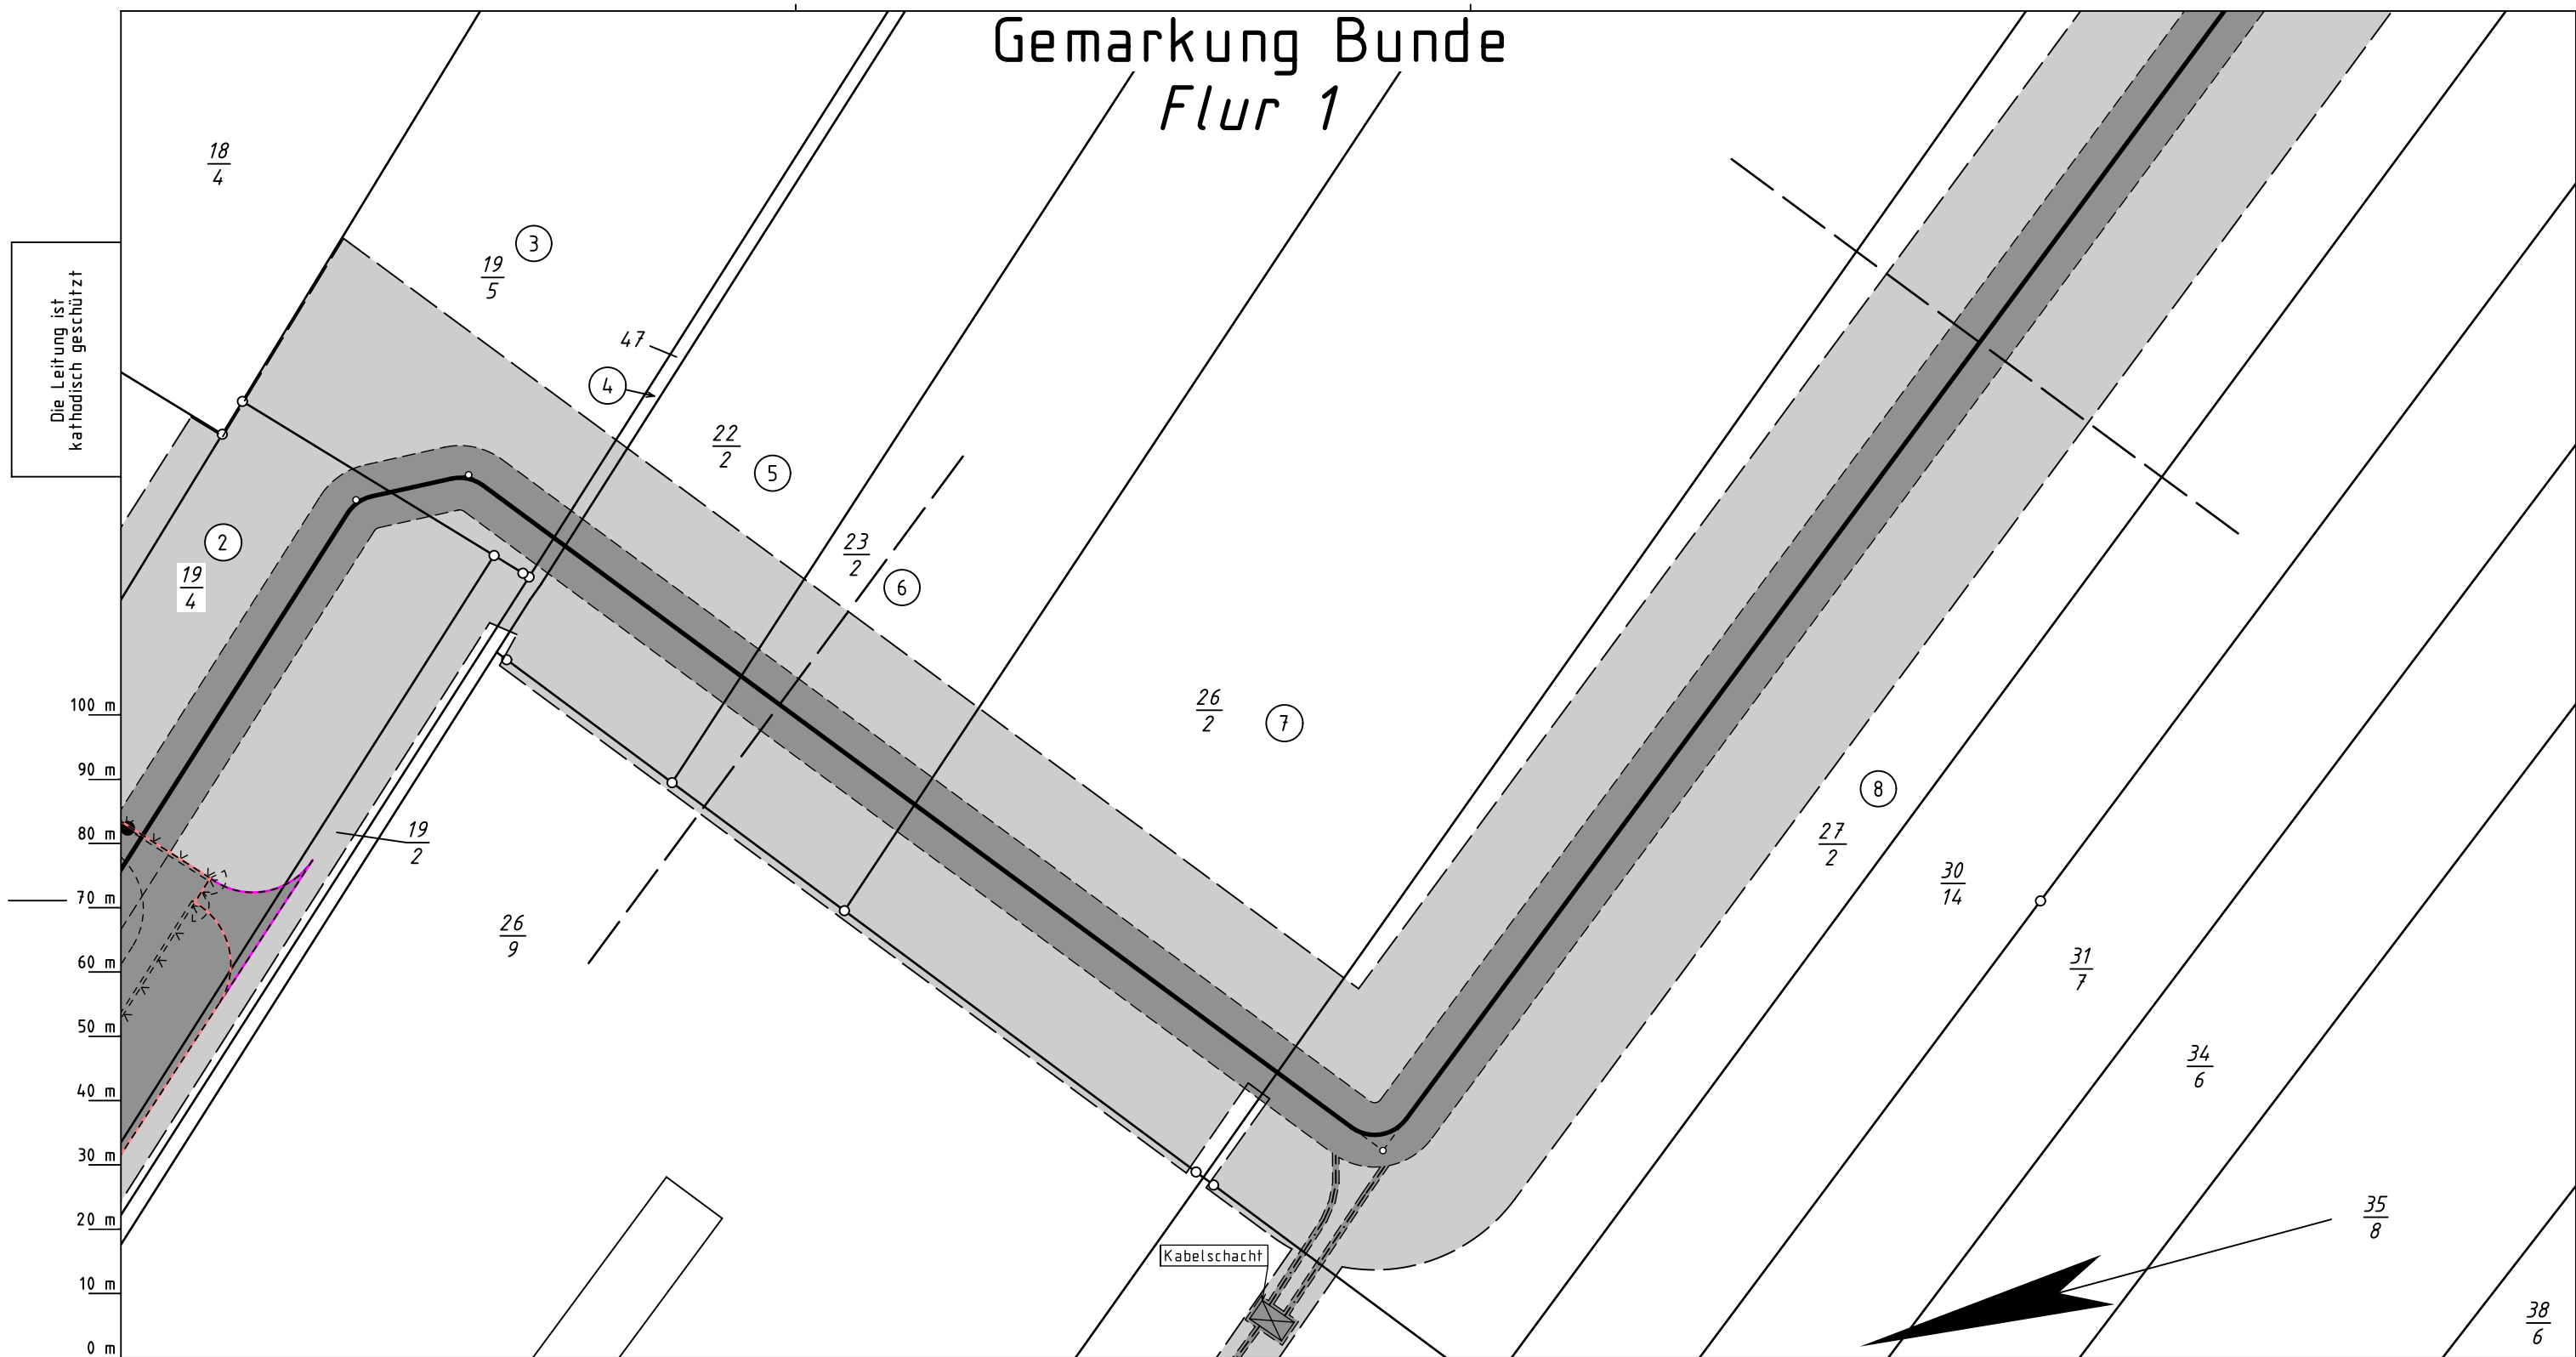 Gemarkung Bunde
Flur 1
18
4
3
19
5
Die Leitung ist
kathodisch geschützt
47
4
22
2
5
2
19
4
23
2
6
26
2
7
100 m
90 m
80 m
70 m
60 m
50 m
40 m
30 m
20 m
10 m
0 m
19
2
26
9
8
27
2
30
14
31
7
34
6
35
8
38
6
Kabelschacht